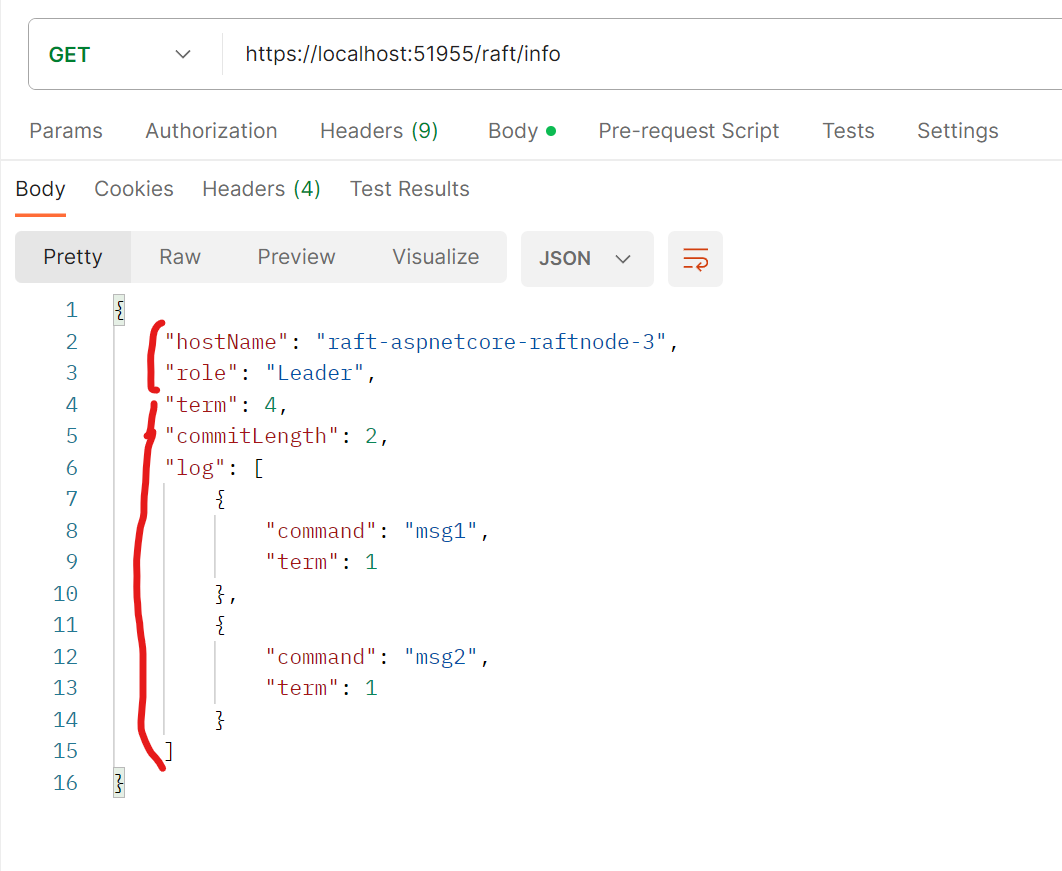 GET https://localhost:51955/raft/info
Params Authorization Headers (9) Body Pre-request Script Tests Settings
Body Cookies Headers (4) Test Results
Pretty Raw Preview Visualize JSON
1 {
2 "hostName": "raft-aspnetcore-raftnode-3",
3 "role": "Leader",
4 "term": 4,
5 "commitLength": 2,
6 "log": [
7 {
8 "command": "msg1",
9 "term": 1
10 },
11 {
12 "command": "msg2",
13 "term": 1
14 }
15 ]
16 }